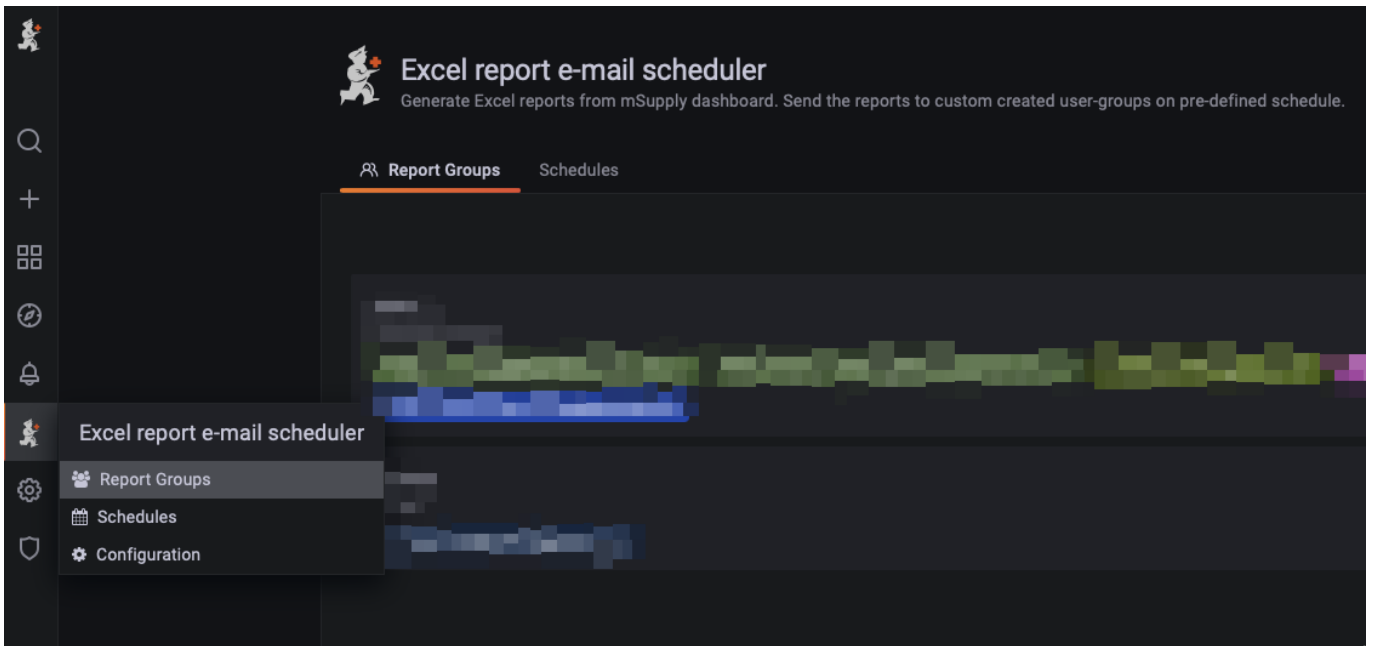 Excel report e-mail scheduler
Generate Excel reports from mSupply dashboard. Send the reports to custom created user-groups on pre-defined schedule.
Report Groups
Schedules
Excel report e-mail scheduler
Report Groups
Schedules
Configuration